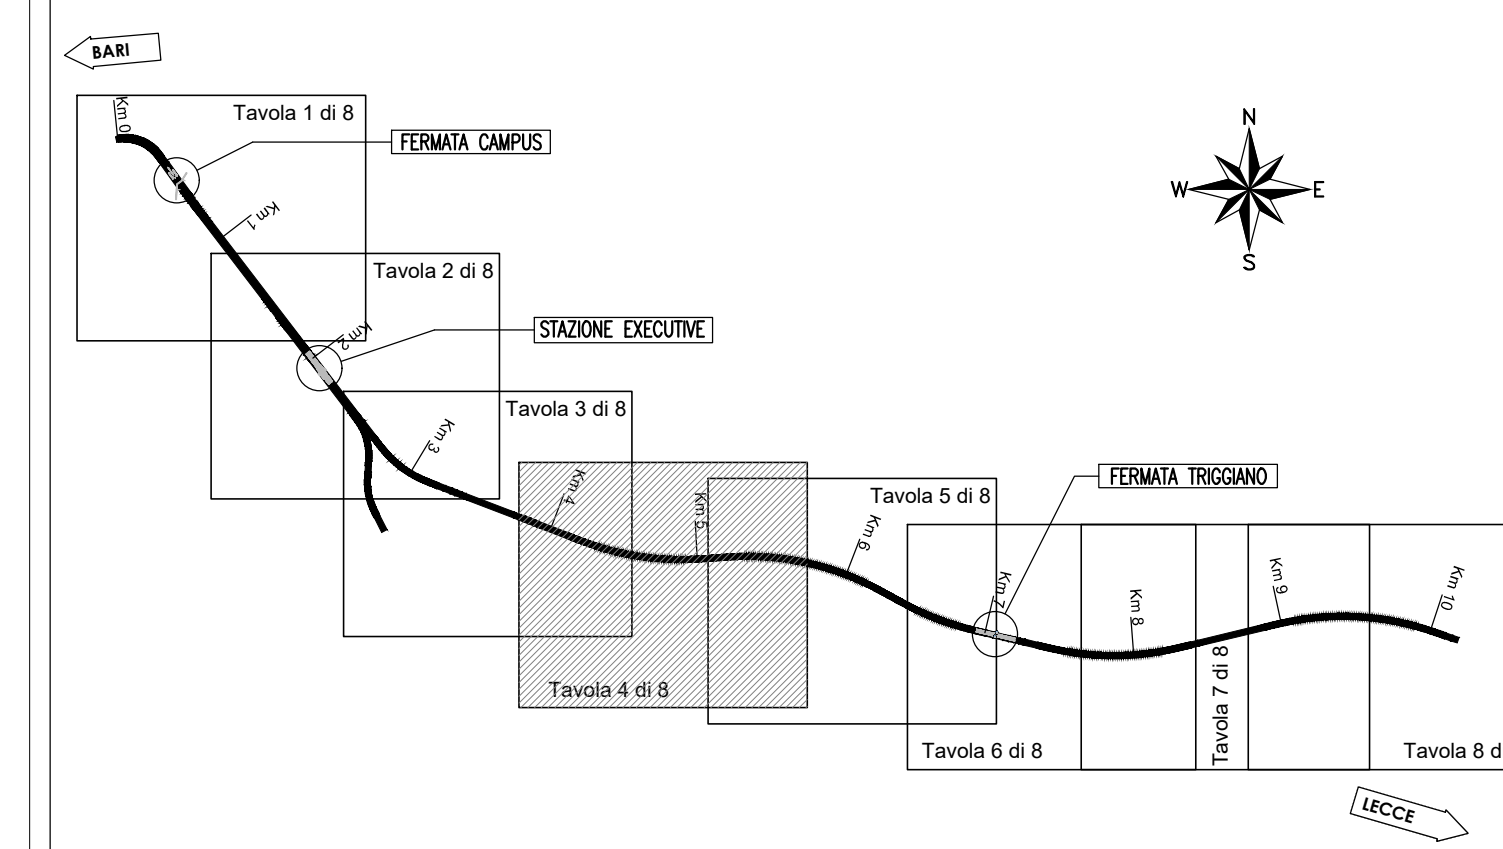 BARI
Km 0
Tavola 1 di 8
FERMATA CAMPUS
N
W
E
S
Km 1
Tavola 2 di 8
STAZIONE EXECUTIVE
Km 2
Tavola 3 di 8
Km 3
Km 4
Km 5
Tavola 4 di 8
Tavola 5 di 8
FERMATA TRIGGIANO
Km 6
Km 7
Km 8
Km 9
Km 10
Tavola 6 di 8
Tavola 7 di 8
Tavola 8 d
LECCE